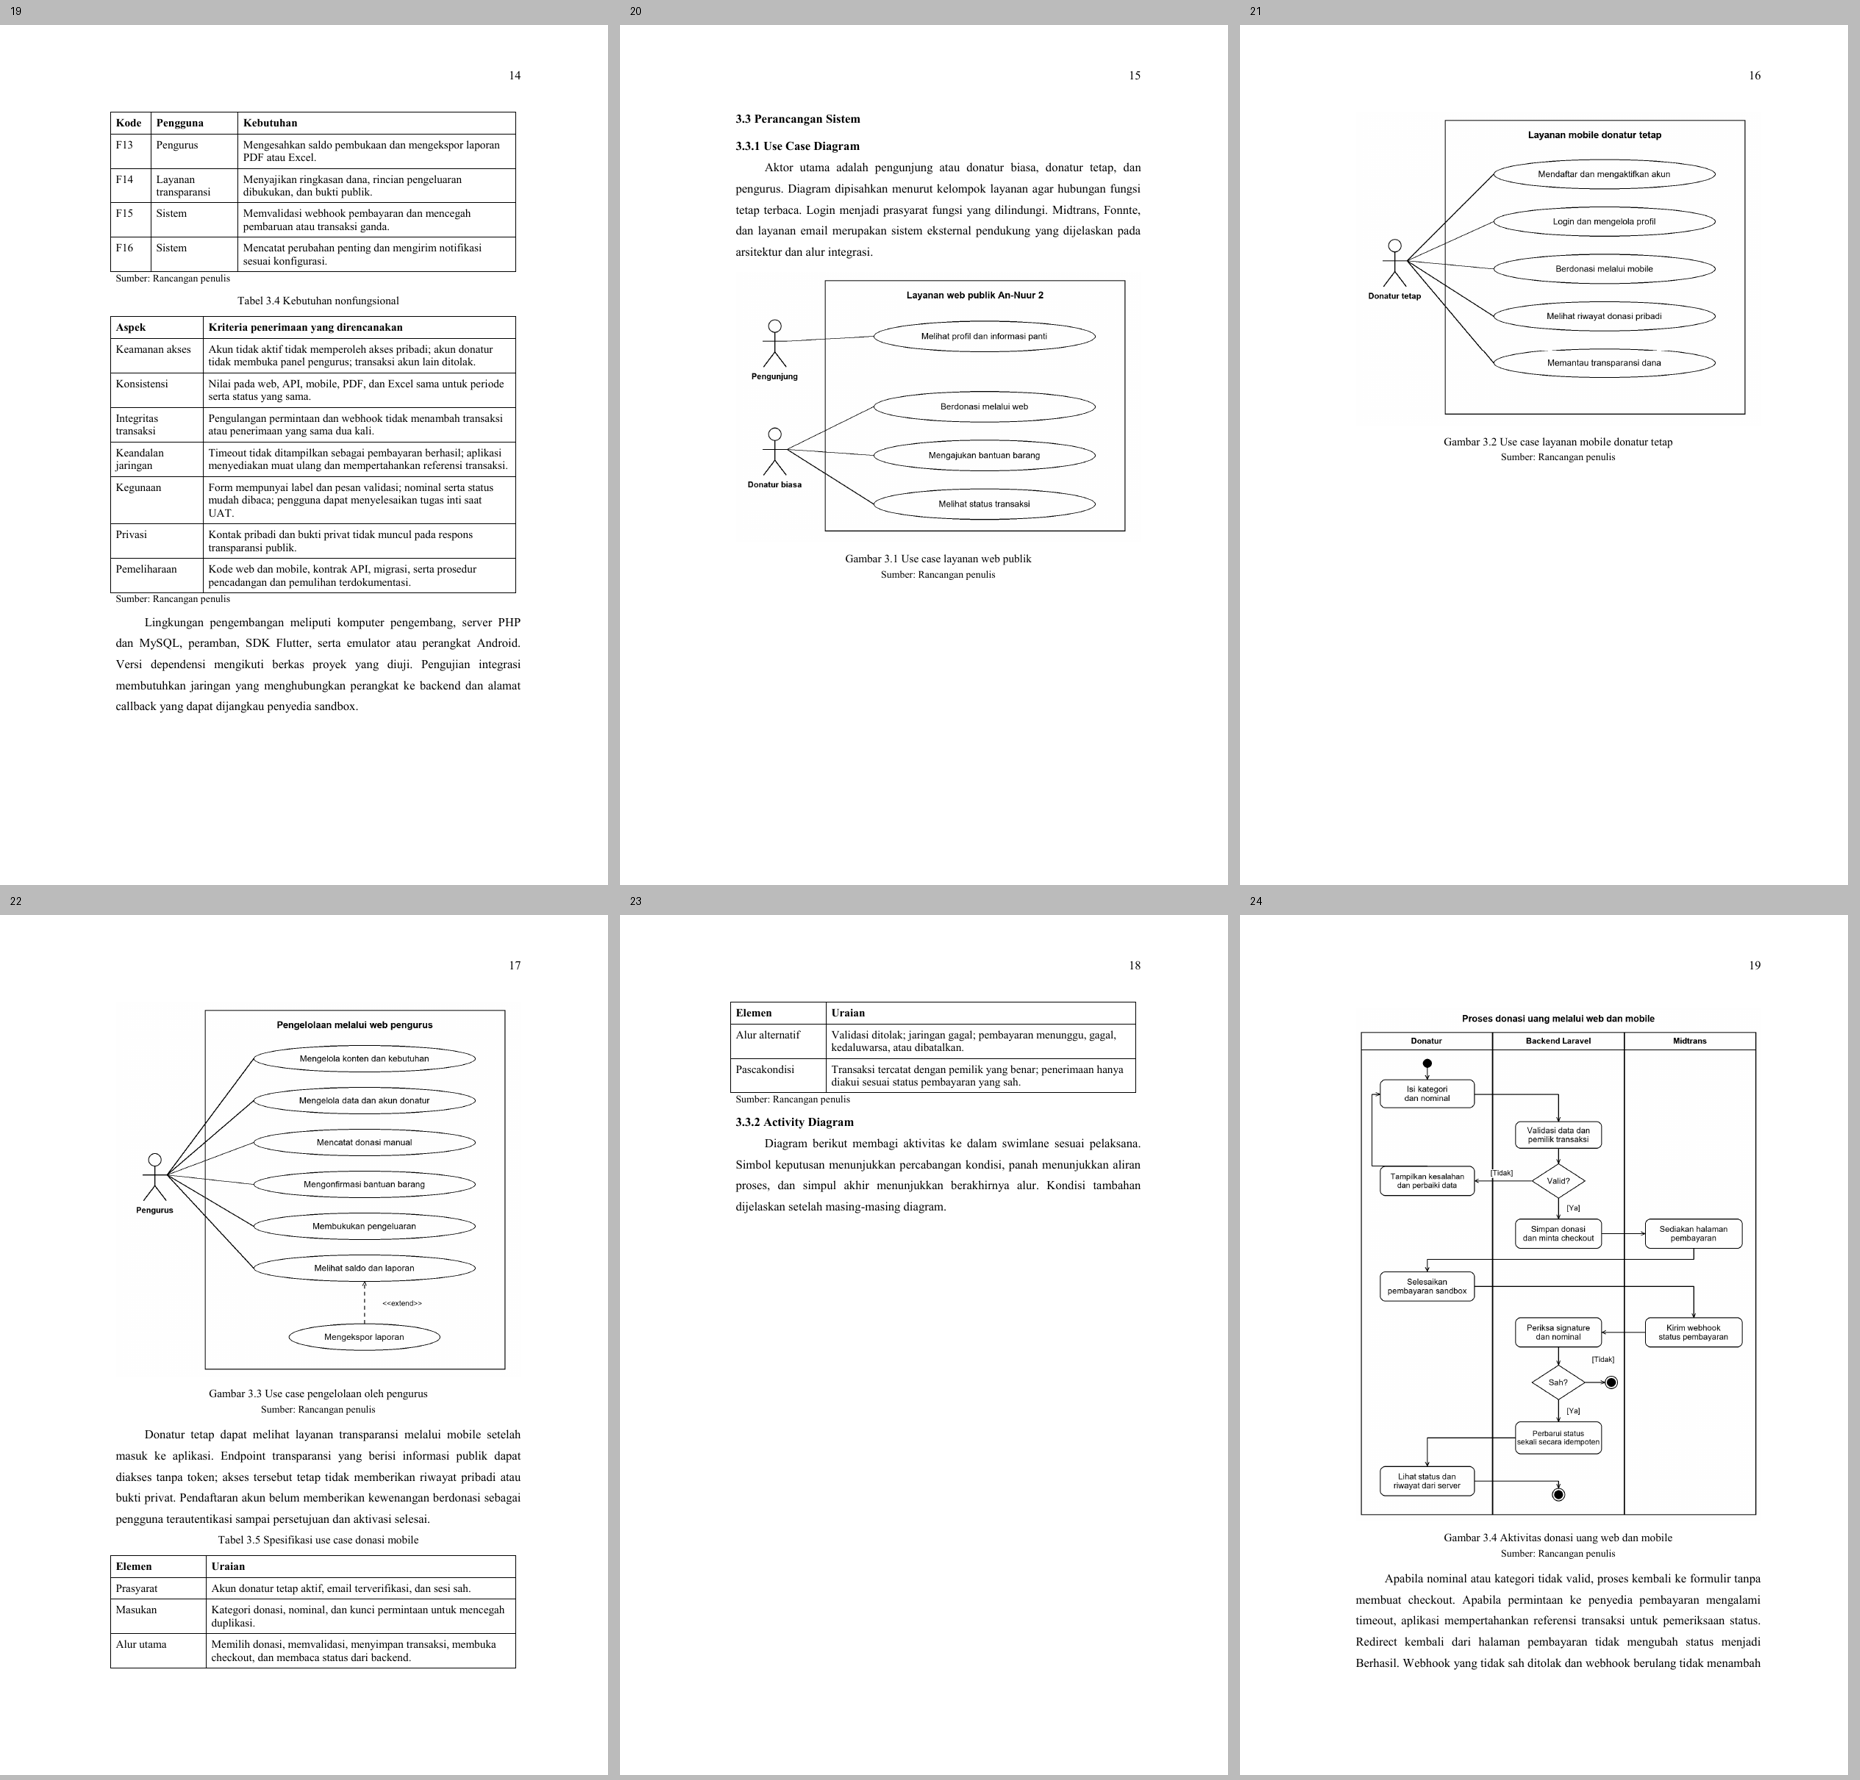 19
14
Kode Pengguna Kebutuhan
F13 Pengurus Mengesahkan saldo pembukaan dan mengekspor laporan
PDF atau Excel.
F14 Layanan Menyajikan ringkasan dana, rincian pengeluaran
transparansi dibukukan, dan bukti publik.
F15 Sistem Memvalidasi webhook pembayaran dan mencegah
pembaruan atau transaksi ganda.
F16 Sistem Mencatat perubahan penting dan mengirim notifikasi
sesuai konfigurasi.
Sumber: Rancangan penulis
Tabel 3.4 Kebutuhan nonfungsional
Aspek Kriteria penerimaan yang direncanakan
Keamanan akses Akun tidak aktif tidak memperoleh akses pribadi; akun donatur
tidak membuka panel pengurus; transaksi akun lain ditolak.
Konsistensi Nilai pada web, API, mobile, PDF, dan Excel sama untuk periode
serta status yang sama.
Integritas Pengulangan permintaan dan webhook tidak menambah transaksi
transaksi atau penerimaan yang sama dua kali.
Keandalan Timeout tidak ditampilkan sebagai pembayaran berhasil; aplikasi
jaringan menyediakan muat ulang dan mempertahankan referensi transaksi.
Kegunaan Form mempunyai label dan pesan validasi; nominal serta status
mudah dibaca; pengguna dapat menyelesaikan tugas inti saat
UAT.
Privasi Kontak pribadi dan bukti privat tidak muncul pada respons
transparansi publik.
Pemeliharaan Kode web dan mobile, kontrak API, migrasi, serta prosedur
pencadangan dan pemulihan terdokumentasi.
Sumber: Rancangan penulis
Lingkungan pengembangan meliputi komputer pengembang, server PHP
dan MySQL, peramban, SDK Flutter, serta emulator atau perangkat Android.
Versi dependensi mengikuti berkas proyek yang diuji. Pengujian integrasi
membutuhkan jaringan yang menghubungkan perangkat ke backend dan alamat
callback yang dapat dijangkau penyedia sandbox.
20
15
3.3 Perancangan Sistem
3.3.1 Use Case Diagram
Aktor utama adalah pengunjung atau donatur biasa, donatur tetap, dan
pengurus. Diagram dipisahkan menurut kelompok layanan agar hubungan fungsi
tetap terbaca. Login menjadi prasyarat fungsi yang dilindungi. Midtrans, Fonnte,
dan layanan email merupakan sistem eksternal pendukung yang dijelaskan pada
arsitektur dan alur integrasi.
Layanan web publik An-Nuur 2
Melihat profil dan informasi panti
Pengunjung
Berdonasi melalui web
Mengajukan bantuan barang
Donatur biasa
Melihat status transaksi
Gambar 3.1 Use case layanan web publik
Sumber: Rancangan penulis
21
16
Layanan mobile donatur tetap
Mendaftar dan mengaktifkan akun
Login dan mengelola profil
Berdonasi melalui mobile
Donatur tetap
Melihat riwayat donasi pribadi
Memantau transparansi dana
Gambar 3.2 Use case layanan mobile donatur tetap
Sumber: Rancangan penulis
22
17
Pengelolaan melalui web pengurus
Mengelola konten dan kebutuhan
Mengelola data dan akun donatur
Mencatat donasi manual
Mengonfirmasi bantuan barang
Pengurus
Membukukan pengeluaran
Melihat saldo dan laporan
<<extend>>
Mengekspor laporan
Gambar 3.3 Use case pengelolaan oleh pengurus
Sumber: Rancangan penulis
Donatur tetap dapat melihat layanan transparansi melalui mobile setelah
masuk ke aplikasi. Endpoint transparansi yang berisi informasi publik dapat
diakses tanpa token; akses tersebut tetap tidak memberikan riwayat pribadi atau
bukti privat. Pendaftaran akun belum memberikan kewenangan berdonasi sebagai
pengguna terautentikasi sampai persetujuan dan aktivasi selesai.
Tabel 3.5 Spesifikasi use case donasi mobile
Elemen Uraian
Prasyarat Akun donatur tetap aktif, email terverifikasi, dan sesi sah.
Masukan Kategori donasi, nominal, dan kunci permintaan untuk mencegah
duplikasi.
Alur utama Memilih donasi, memvalidasi, menyimpan transaksi, membuka
checkout, dan membaca status dari backend.
23
18
Elemen Uraian
Alur alternatif Validasi ditolak; jaringan gagal; pembayaran menunggu, gagal,
kedaluwarsa, atau dibatalkan.
Pascakondisi Transaksi tercatat dengan pemilik yang benar; penerimaan hanya
diakui sesuai status pembayaran yang sah.
Sumber: Rancangan penulis
3.3.2 Activity Diagram
Diagram berikut membagi aktivitas ke dalam swimlane sesuai pelaksana.
Simbol keputusan menunjukkan percabangan kondisi, panah menunjukkan aliran
proses, dan simpul akhir menunjukkan berakhirnya alur. Kondisi tambahan
dijelaskan setelah masing-masing diagram.
24
19
Proses donasi uang melalui web dan mobile
Donatur Backend Laravel Midtrans
Isi kategori
dan nominal
Validasi data dan
pemilik transaksi
Tampilkan kesalahan
dan perbaiki data
[Tidak]
Valid?
[Ya]
Simpan donasi
dan minta checkout
Sediakan halaman
pembayaran
Selesaikan
pembayaran sandbox
Periksa signature
dan nominal
Kirim webhook
status pembayaran
[Tidak]
Sah?
[Ya]
Perbarui status
sekali secara idempoten
Lihat status dan
riwayat dari server
Gambar 3.4 Aktivitas donasi uang web dan mobile
Sumber: Rancangan penulis
Apabila nominal atau kategori tidak valid, proses kembali ke formulir tanpa
membuat checkout. Apabila permintaan ke penyedia pembayaran mengalami
timeout, aplikasi mempertahankan referensi transaksi untuk pemeriksaan status.
Redirect kembali dari halaman pembayaran tidak mengubah status menjadi
Berhasil. Webhook yang tidak sah ditolak dan webhook berulang tidak menambah